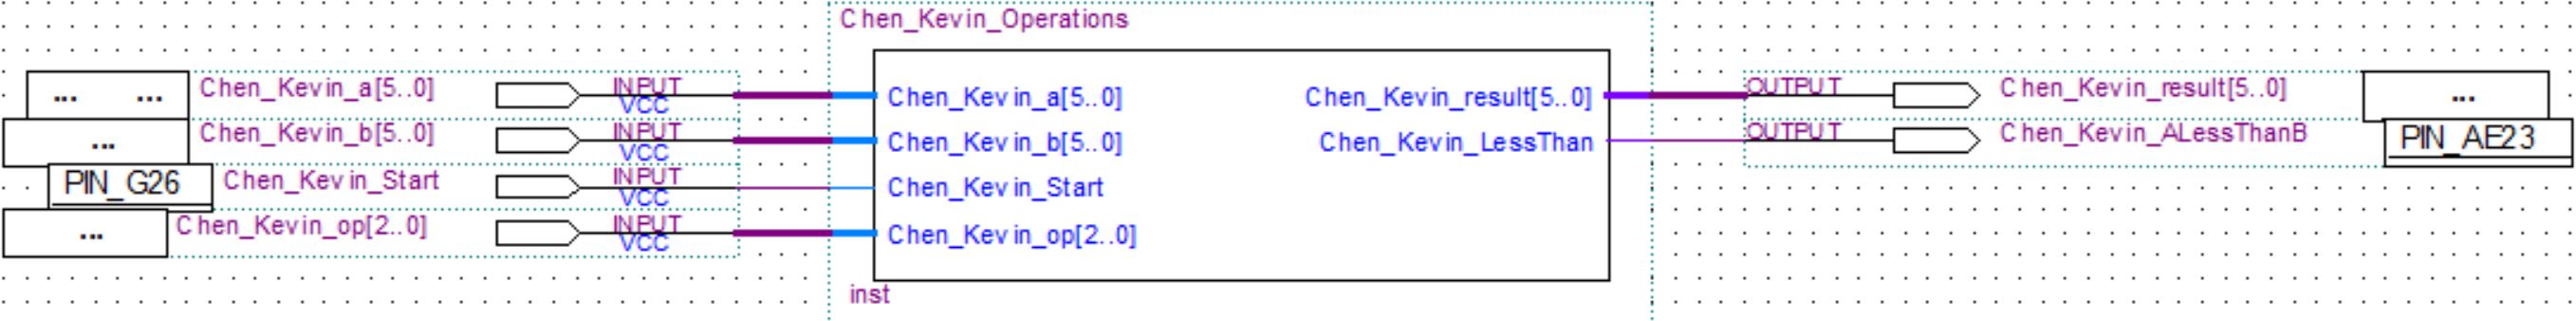 Chen_Kevin_Operations
... ...
Chen_Kevin_a[5..0]
INPUT
VCC
Chen_Kevin_a[5..0]
Chen_Kevin_result[5..0]
OUTPUT
Chen_Kevin_result[5..0]
...
...
Chen_Kevin_b[5..0]
INPUT
VCC
Chen_Kevin_b[5..0]
Chen_Kevin_LessThan
OUTPUT
Chen_Kevin_ALessThanB
PIN_AE23
PIN_G26
Chen_Kevin_Start
INPUT
VCC
Chen_Kevin_Start
...
Chen_Kevin_op[2..0]
INPUT
VCC
Chen_Kevin_op[2..0]
inst